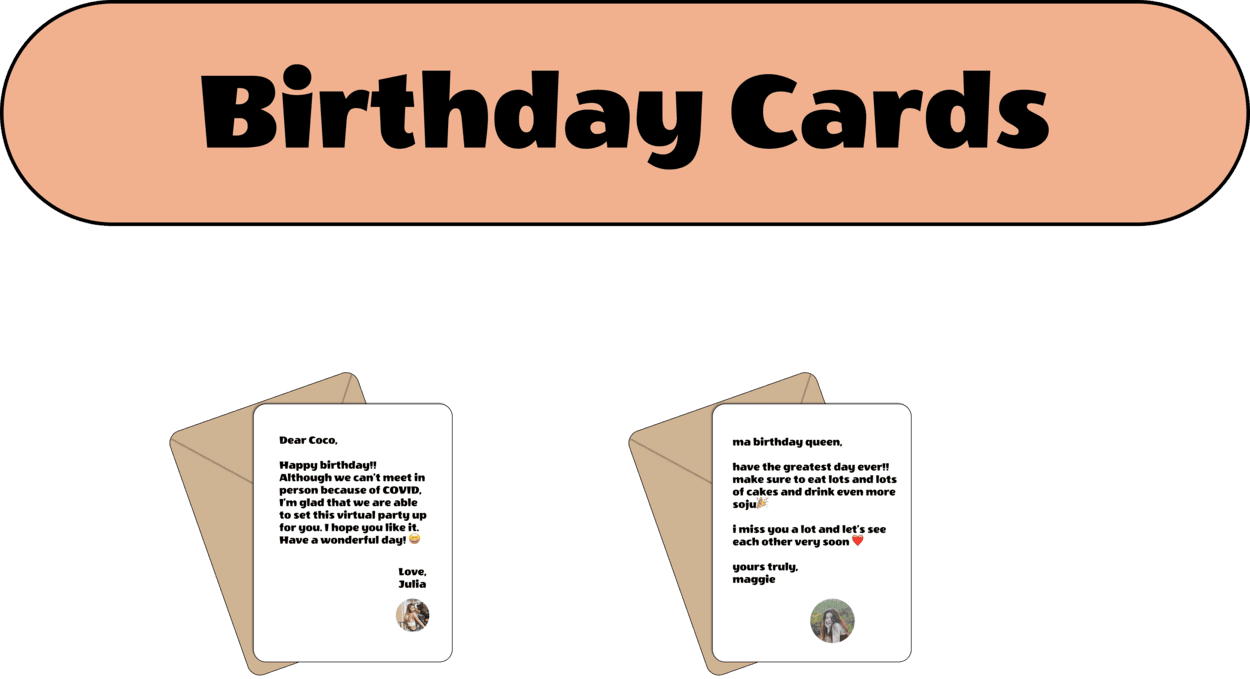 Birthday Cards
Dear Coco,
Happy birthday!!
Although we can't meet in
person because of COVID,
I'm glad that we are able
to set this virtual party up
for you. I hope you like it.
Have a wonderful day! 😄
Love,
Julia
ma birthday queen,
have the greatest day ever!!
make sure to eat lots and lots
of cakes and drink even more
soju🎉
i miss you a lot and let's see
each other very soon ❤️
yours truly,
maggie